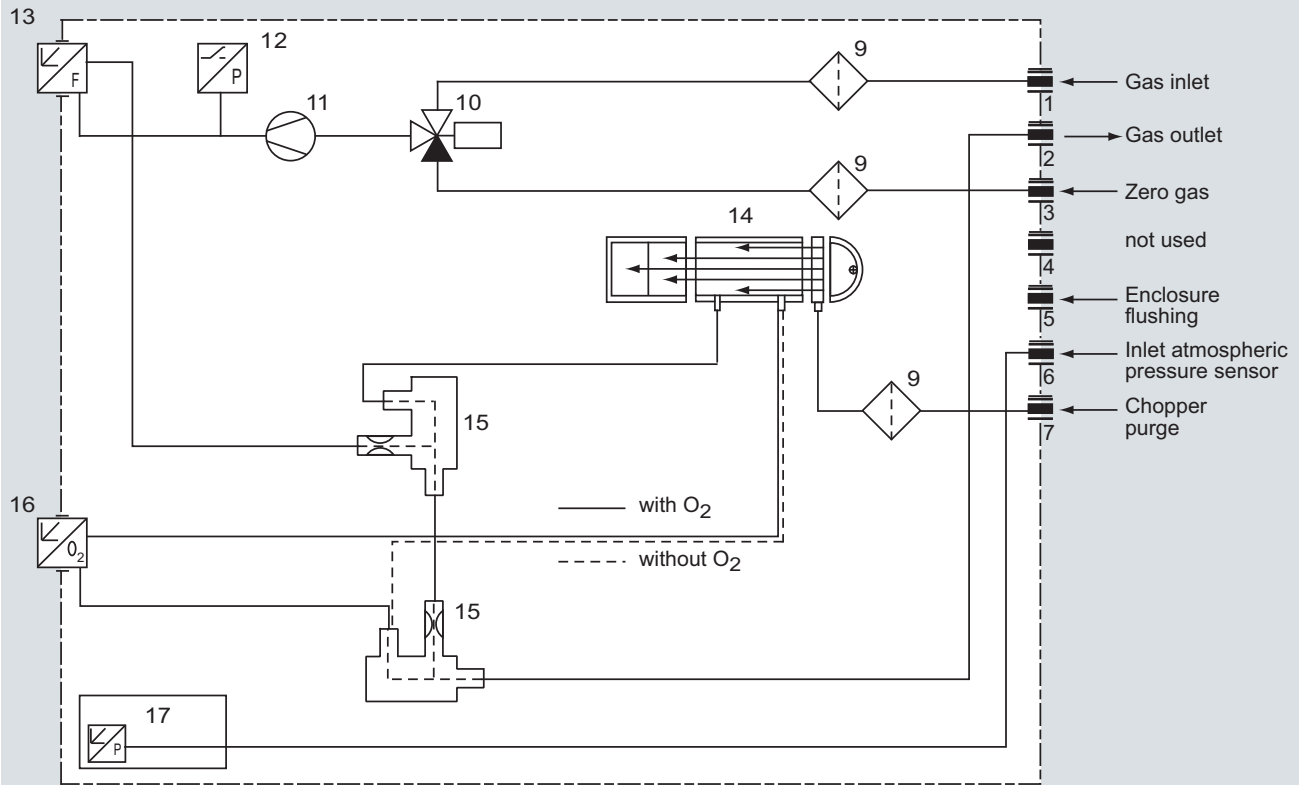 13
F
12
P
11
10
9
Gas inlet
1
Gas outlet
2
9
Zero gas
3
14
not used
4
Enclosure
flushing
5
Inlet atmospheric
pressure sensor
6
9
Chopper
purge
7
15
16
O2
with O2
without O2
15
17
P